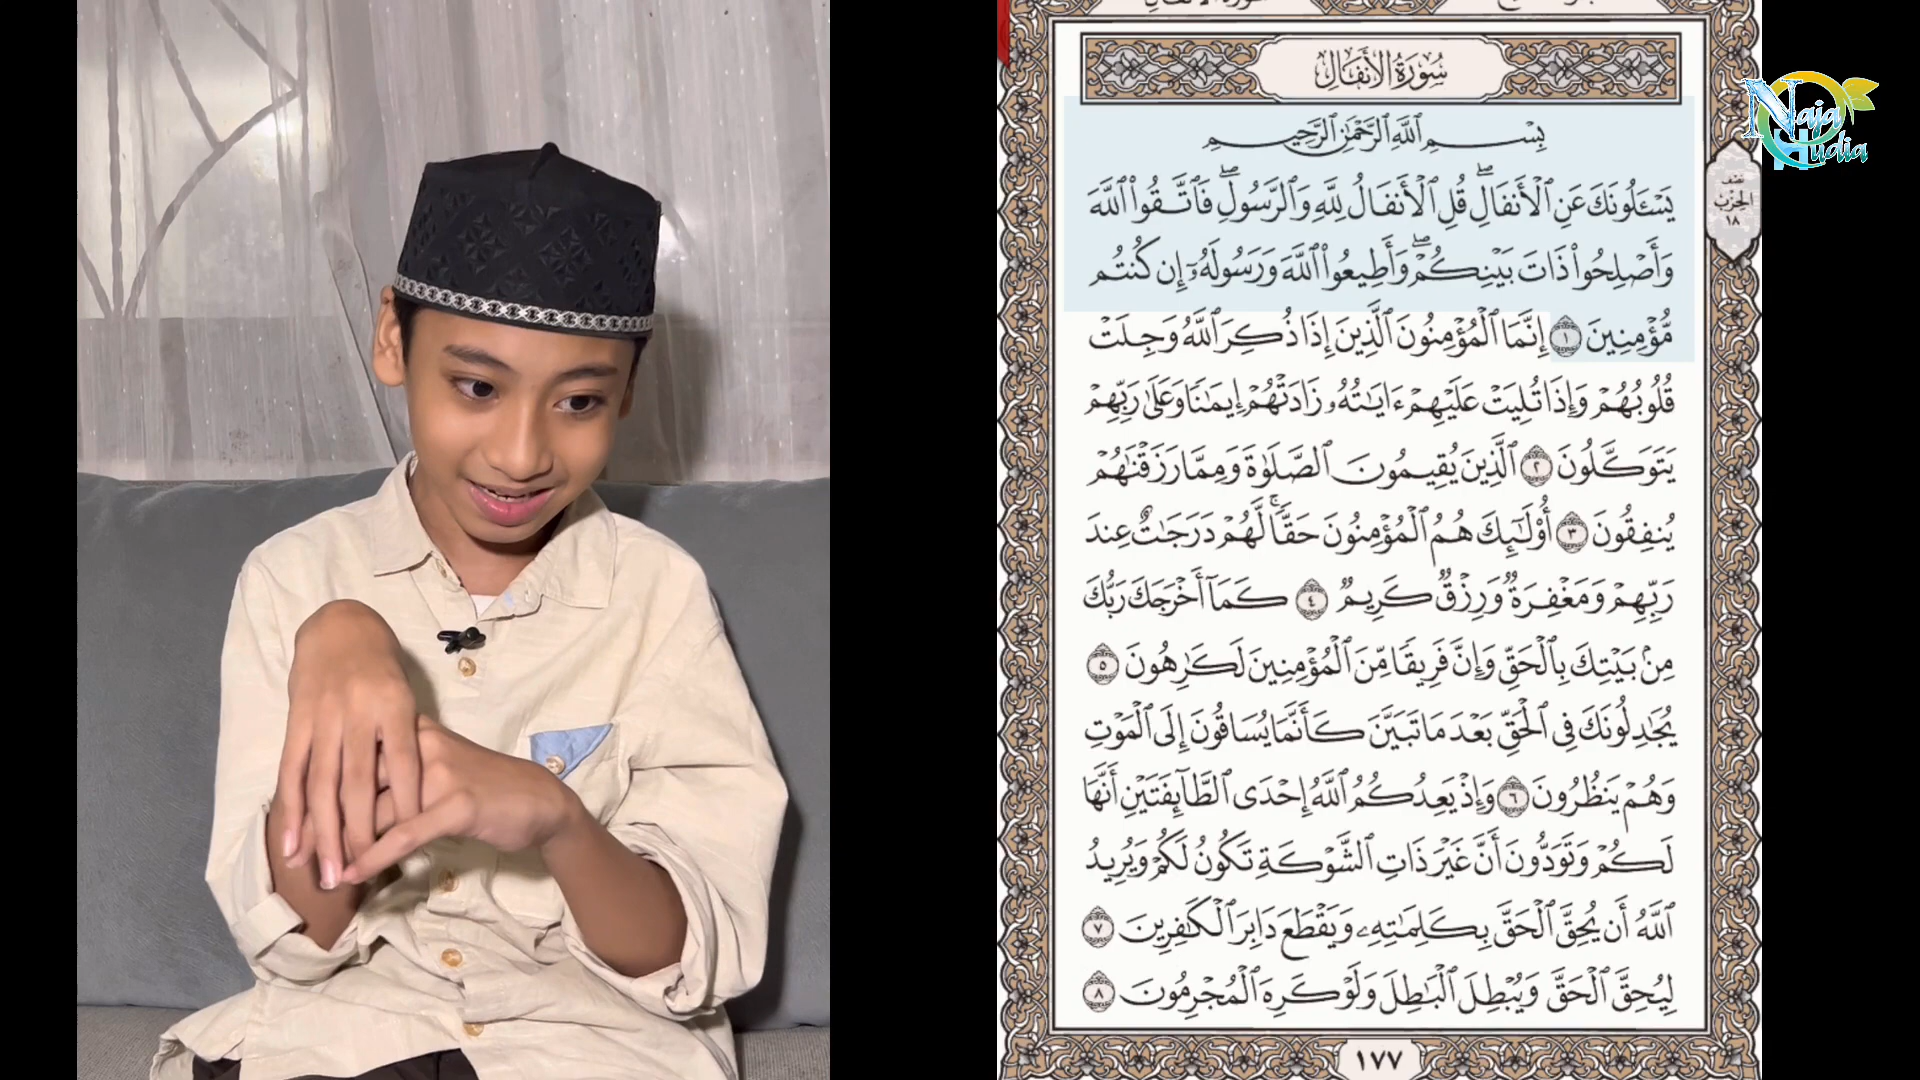 سُورَةُ الأَنفَالِ
بِسْمِ ٱللَّهِ ٱلرَّحْمَٰنِ ٱلرَّحِيمِ
يَسْـَٔلُونَكَ عَنِ ٱلْأَنفَالِۖ قُلِ ٱلْأَنفَالُ لِلَّهِ وَٱلرَّسُولِۖ فَٱتَّقُوا۟ ٱللَّهَ
وَأَصْلِحُوا۟ ذَاتَ بَيْنِكُمْۖ وَأَطِيعُوا۟ ٱللَّهَ وَرَسُولَهُۥٓ إِن كُنتُم
مُّؤْمِنِينَ ١ إِنَّمَا ٱلْمُؤْمِنُونَ ٱلَّذِينَ إِذَا ذُكِرَ ٱللَّهُ وَجِلَتْ
قُلُوبُهُمْ وَإِذَا تُلِيَتْ عَلَيْهِمْ ءَايَٰتُهُۥ زَادَتْهُمْ إِيمَٰنًا وَعَلَىٰ رَبِّهِمْ
يَتَوَكَّلُونَ ٢ ٱلَّذِينَ يُقِيمُونَ ٱلصَّلَوٰةَ وَمِمَّا رَزَقْنَٰهُمْ
يُنفِقُونَ ٣ أُو۟لَٰٓئِكَ هُمُ ٱلْمُؤْمِنُونَ حَقًّاۚ لَّهُمْ دَرَجَٰتٌ عِندَ
رَبِّهِمْ وَمَغْفِرَةٌ وَرِزْقٌ كَرِيمٌ ٤ كَمَآ أَخْرَجَكَ رَبُّكَ
مِنۢ بَيْتِكَ بِٱلْحَقِّ وَإِنَّ فَرِيقًا مِّنَ ٱلْمُؤْمِنِينَ لَكَٰرِهُونَ ٥
يُجَٰدِلُونَكَ فِي ٱلْحَقِّ بَعْدَ مَا تَبَيَّنَ كَأَنَّمَا يُسَاقُونَ إِلَى ٱلْمَوْتِ
وَهُمْ يَنظُرُونَ ٦ وَإِذْ يَعِدُكُمُ ٱللَّهُ إِحْدَى ٱلطَّآئِفَتَيْنِ أَنَّهَا
لَكُمْ وَتَوَدُّونَ أَنَّ غَيْرَ ذَاتِ ٱلشَّوْكَةِ تَكُونُ لَكُمْ وَيُرِيدُ
ٱللَّهُ أَن يُحِقَّ ٱلْحَقَّ بِكَلِمَٰتِهِۦ وَيَقْطَعَ دَابِرَ ٱلْكَٰفِرِينَ ٧
لِيُحِقَّ ٱلْحَقَّ وَيُبْطِلَ ٱلْبَٰطِلَ وَلَوْ كَرِهَ ٱلْمُجْرِمُونَ ٨
١٧٧
نصف
الحزب
١٨
Naja
Hudia